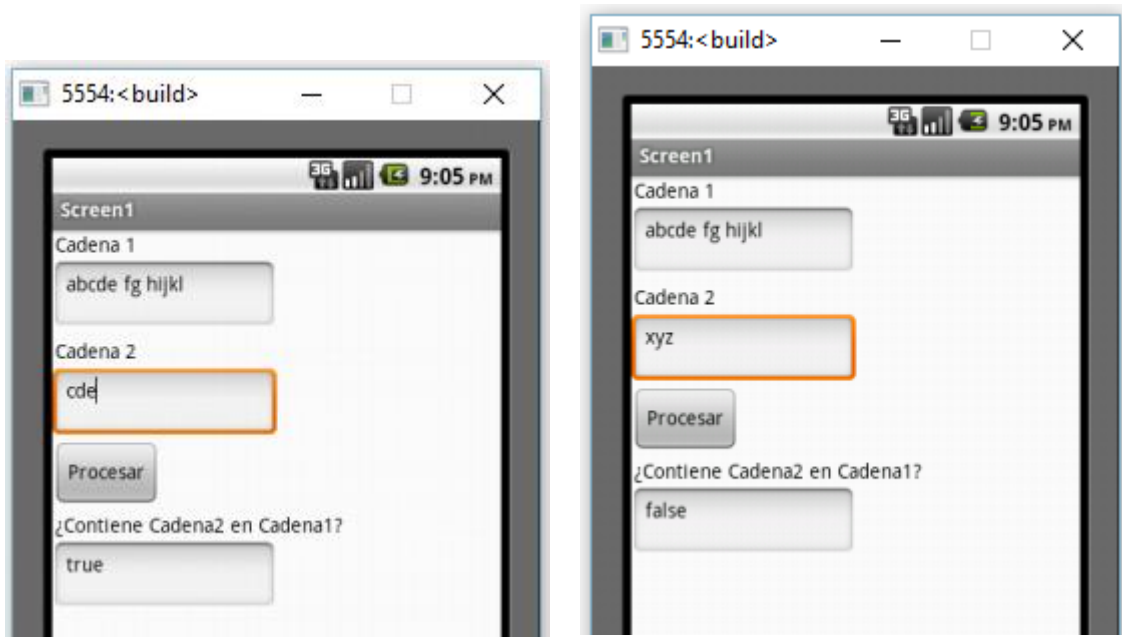 5554:<build>
3G
9:05 PM
Screen1
Cadena 1
abcde fg hijkl
Cadena 2
cde
Procesar
¿Contiene Cadena2 en Cadena1?
true
5554:<build>
3G
9:05 PM
Screen1
Cadena 1
abcde fg hijkl
Cadena 2
xyz
Procesar
¿Contiene Cadena2 en Cadena1?
false